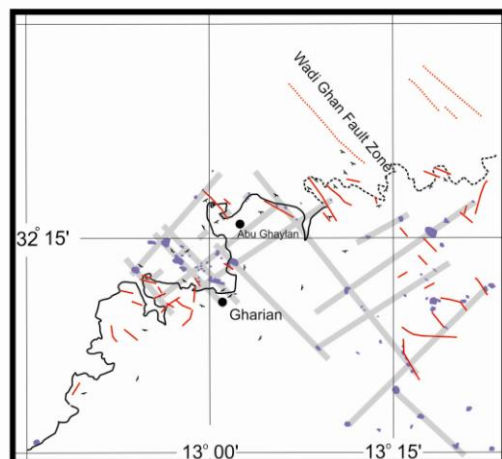 Wadi Ghan Fault Zone
32° 15'
Abu Ghaylan
Gharian
13° 00'
13° 15'